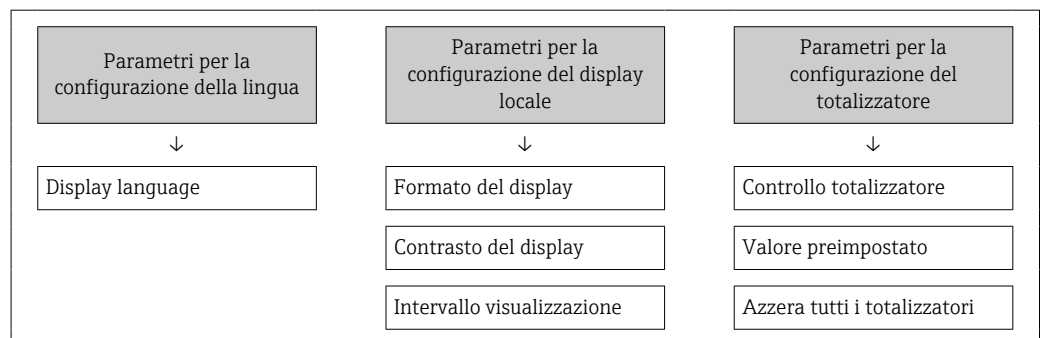 Parametri per la
configurazione della lingua
Parametri per la
configurazione del display
locale
Parametri per la
configurazione del
totalizzatore
↓
↓
↓
Display language
Formato del display
Controllo totalizzatore
Contrasto del display
Valore preimpostato
Intervallo visualizzazione
Azzera tutti i totalizzatori